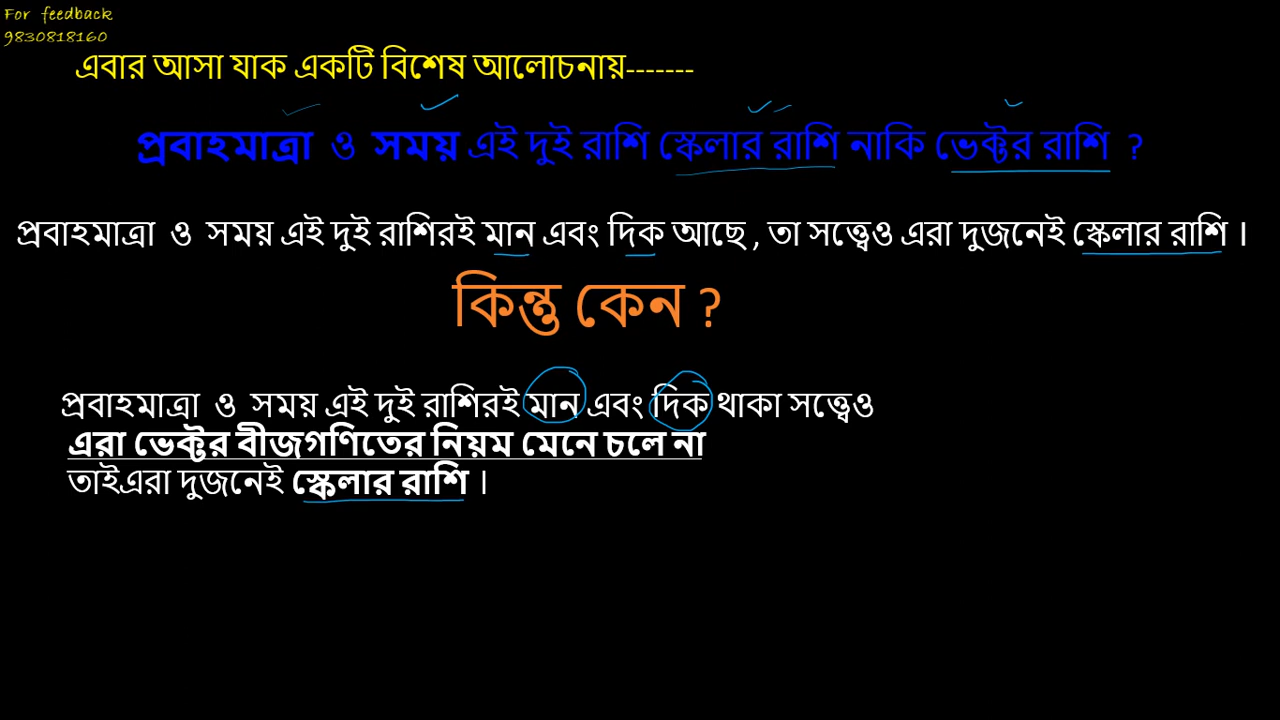 For feedback
9830818160
এবার আসা যাক একটি বিশেষ আলোচনায়-------
প্রবাহমাত্রা ও সময় এই দুই রাশি স্কেলার রাশি নাকি ভেক্টর রাশি ?
প্রবাহমাত্রা ও সময় এই দুই রাশিরই মান এবং দিক আছে , তা সত্ত্বেও এরা দুজনেই স্কেলার রাশি ।
কিন্তু কেন ?
প্রবাহমাত্রা ও সময় এই দুই রাশিরই মান এবং দিক থাকা সত্ত্বেও
এরা ভেক্টর বীজগণিতের নিয়ম মেনে চলে না
তাইএরা দুজনেই স্কেলার রাশি ।